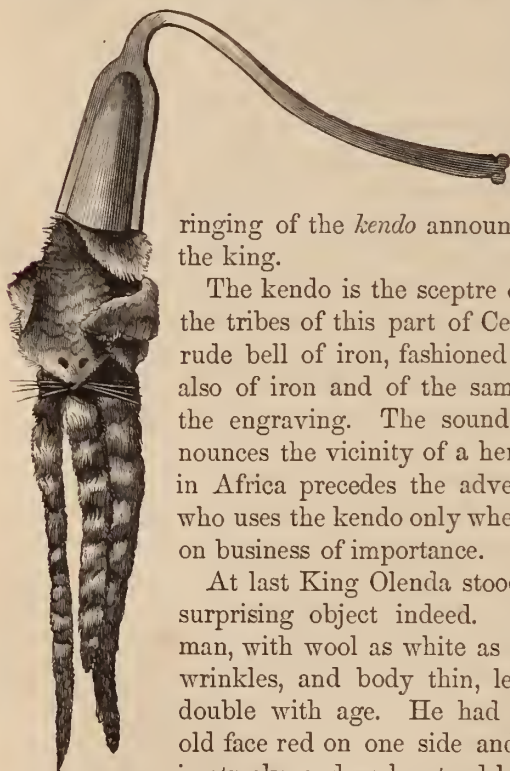 ringing of the kendo announ
the king.
The kendo is the sceptre
the tribes of this part of Ce
rude bell of iron, fashioned
also of iron and of the sam
the engraving. The sound
nounces the vicinity of a her
in Africa precedes the adve
who uses the kendo only whe
on business of importance.
At last King Olenda stoo
surprising object indeed.
man, with wool as white as
wrinkles, and body thin, le
double with age. He had
old face red on one side and